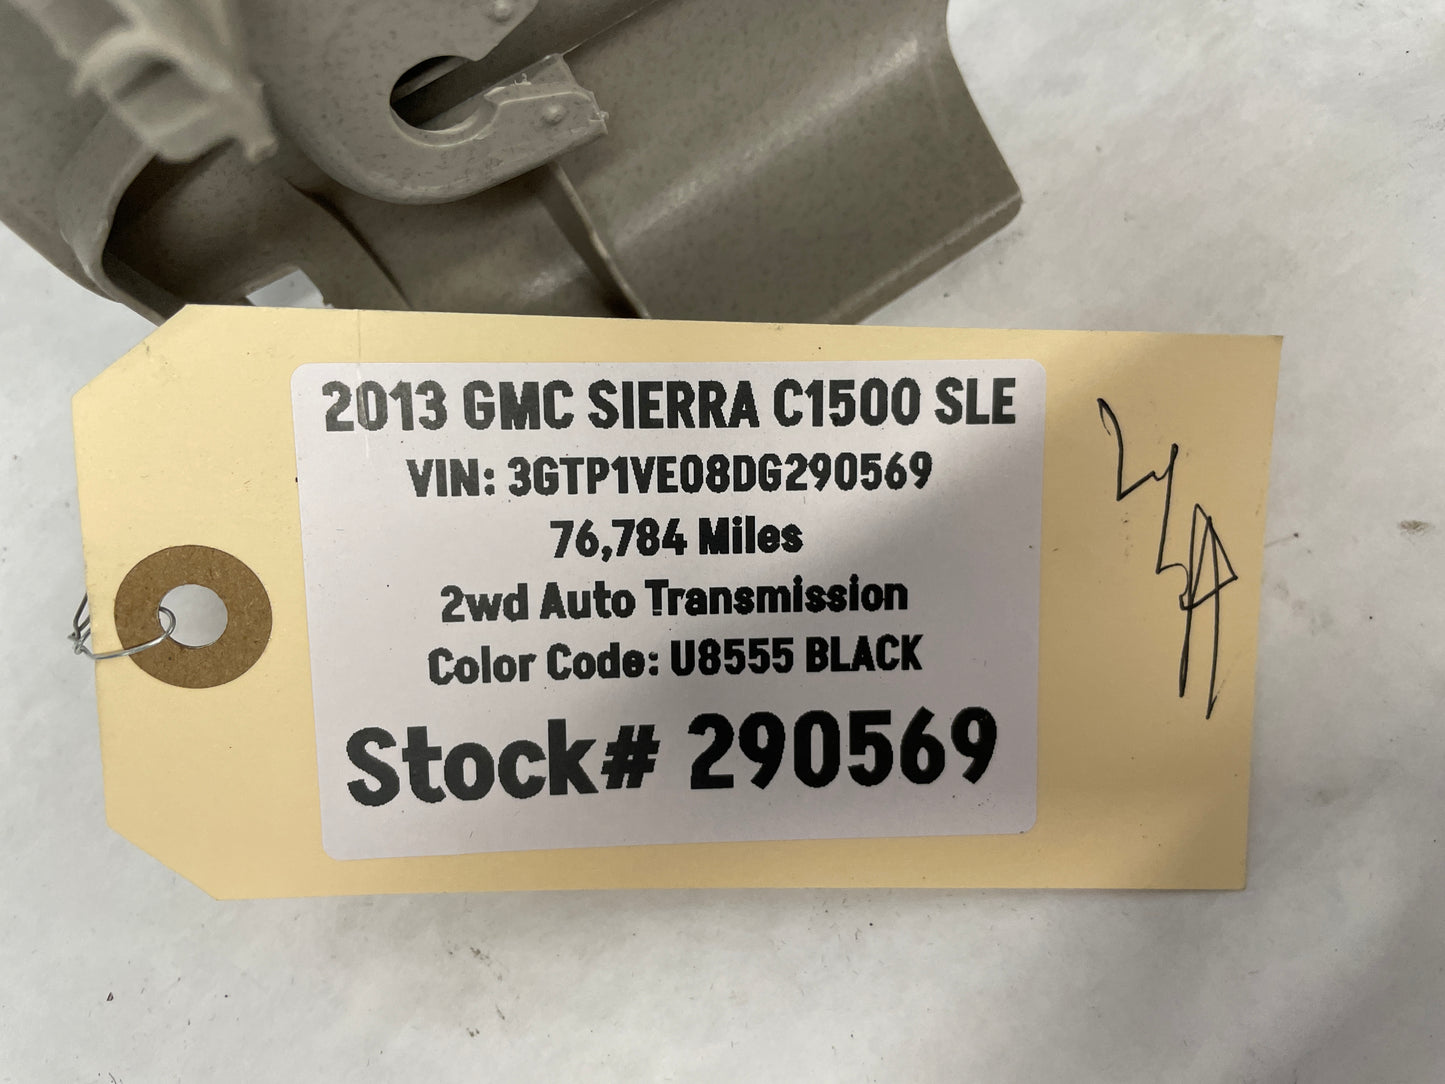 2013 GMC SIERRA C1500 SLE
VIN: 3GTP1VE08DG290569
76,784 Miles
2wd Auto Transmission
Color Code: U8555 BLACK
Stock# 290569